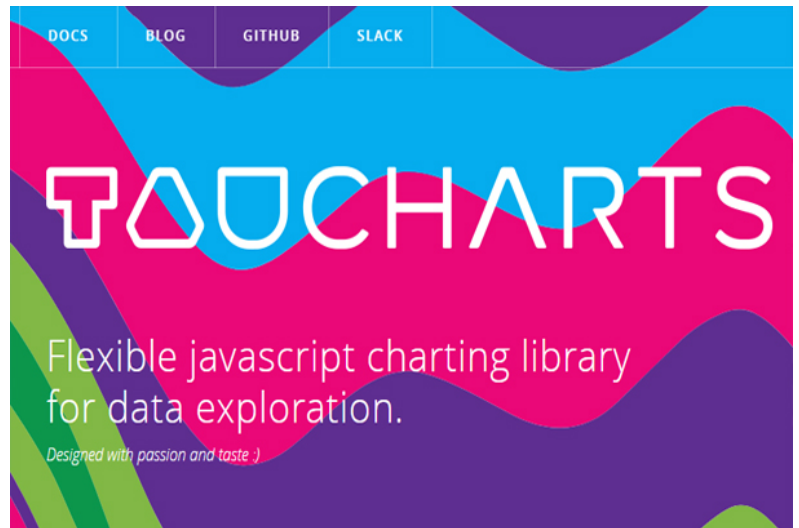 DOCS BLOG GITHUB SLACK
TAUCHARTS
Flexible javascript charting library
for data exploration.
Designed with passion and taste :)